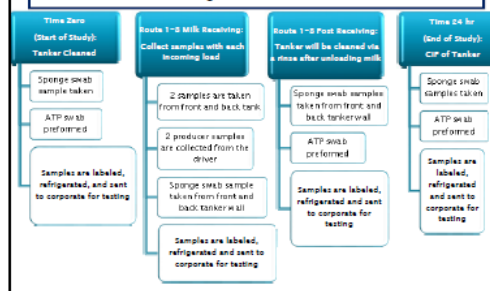 Time Zero
(Start of Study):
Tanker Cleaned
Sponge swab
sample taken
ATP swab
preformed
Samples are labeled,
refrigerated, and sent
to corporate for
testing
Route 1-8 Milk Receiving:
Collect samples with each
incoming load
2 samples are taken
from front and back tank
2 producer samples
are collected from the
driver
Sponge swab sample
taken from front and
back tanker wall
Samples are labeled,
refrigerated and sent to
corporate for testing
Route 1-8 Post Receiving:
Tanker will be cleaned via
a rinse after unloading milk
Sponge swab samples
taken from front and
back tanker wall
ATP swab
preformed
Samples are labeled,
refrigerated and sent to
corporate for testing
Time 24 hr
(End of Study):
CIP of Tanker
Sponge swab
samples taken
ATP swab
preformed
Samples are
labeled,
refrigerated
and sent to
corporate for
testing